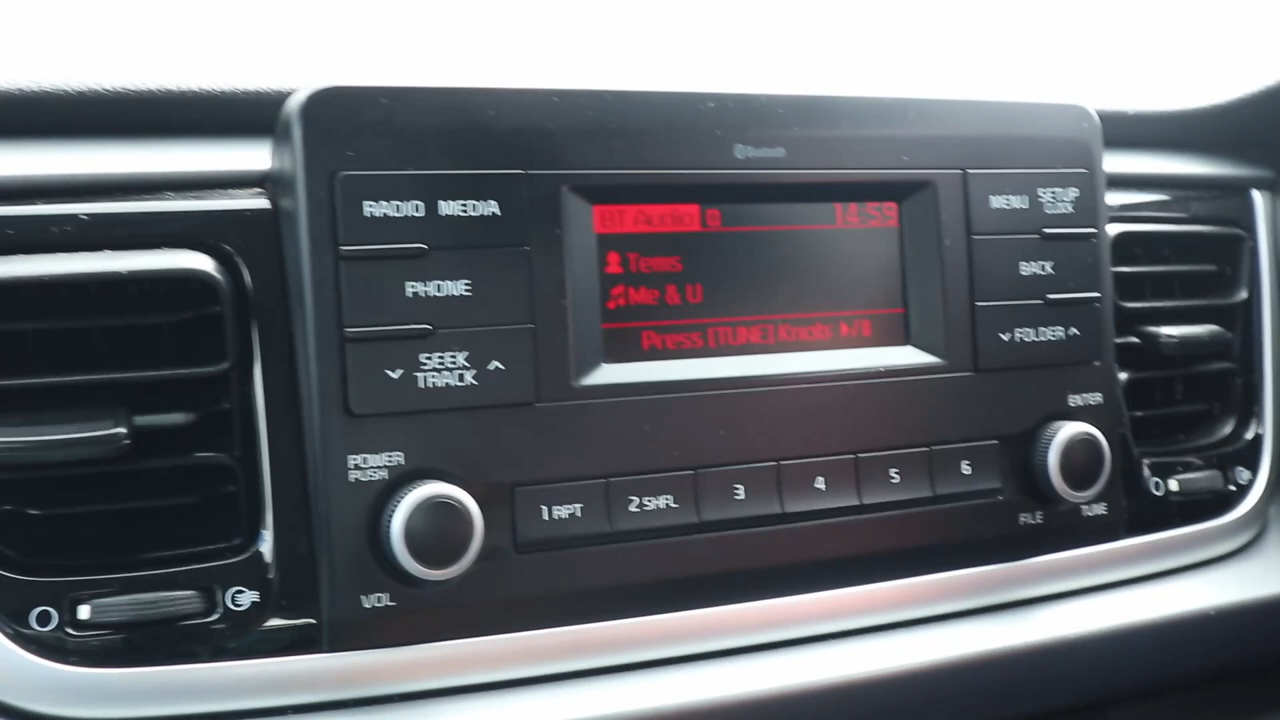 Bluetooth
RADIO MEDIA
PHONE
SEEK
TRACK
BT Audio 14:59
Tems
Me & U
Press [TUNE] Knob:
MENU SETUP
CLOCK
BACK
FOLDER
POWER
PUSH
VOL
1 RPT 2 SHFL 3 4 5 6
ENTER
FILE TUNE